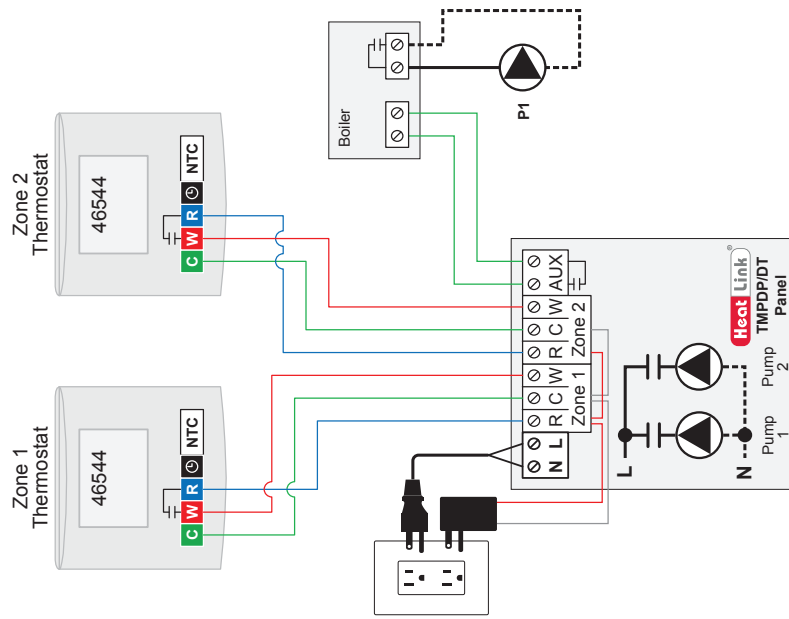 Zone 1
Thermostat
46544
C W R NTC
Zone 2
Thermostat
46544
C W R NTC
Boiler
P1
N L R C W R C W AUX
Zone 1 Zone 2
L
N
Pump
1
Pump
2
Heat Link®
TMPDP/DT
Panel